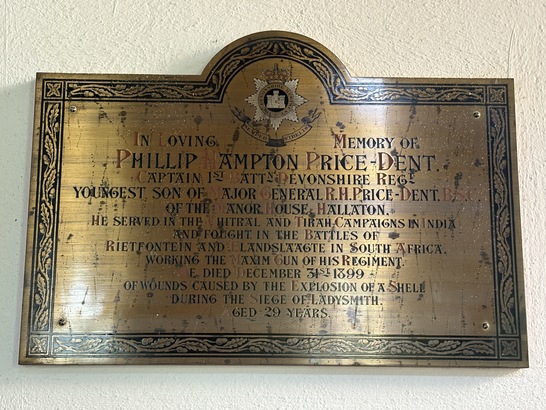 IN LOVING MEMORY OF
PHILLIP HAMPTON PRICE-DENT.
CAPTAIN 1ST BATTN DEVONSHIRE REGT
YOUNGEST SON OF MAJOR GENERAL R.H. PRICE-DENT.
OF THE MANOR HOUSE, HALLATON.
HE SERVED IN THE CHITRAL AND TIRAH CAMPAIGNS IN INDIA
AND FOUGHT IN THE BATTLES OF
RIETFONTEIN AND ELANDSLAAGTE IN SOUTH AFRICA.
WORKING THE MAXIM GUN OF HIS REGIMENT.
HE DIED DECEMBER 31ST 1899
OF WOUNDS CAUSED BY THE EXPLOSION OF A SHELL
DURING THE SIEGE OF LADYSMITH.
AGED 29 YEARS.